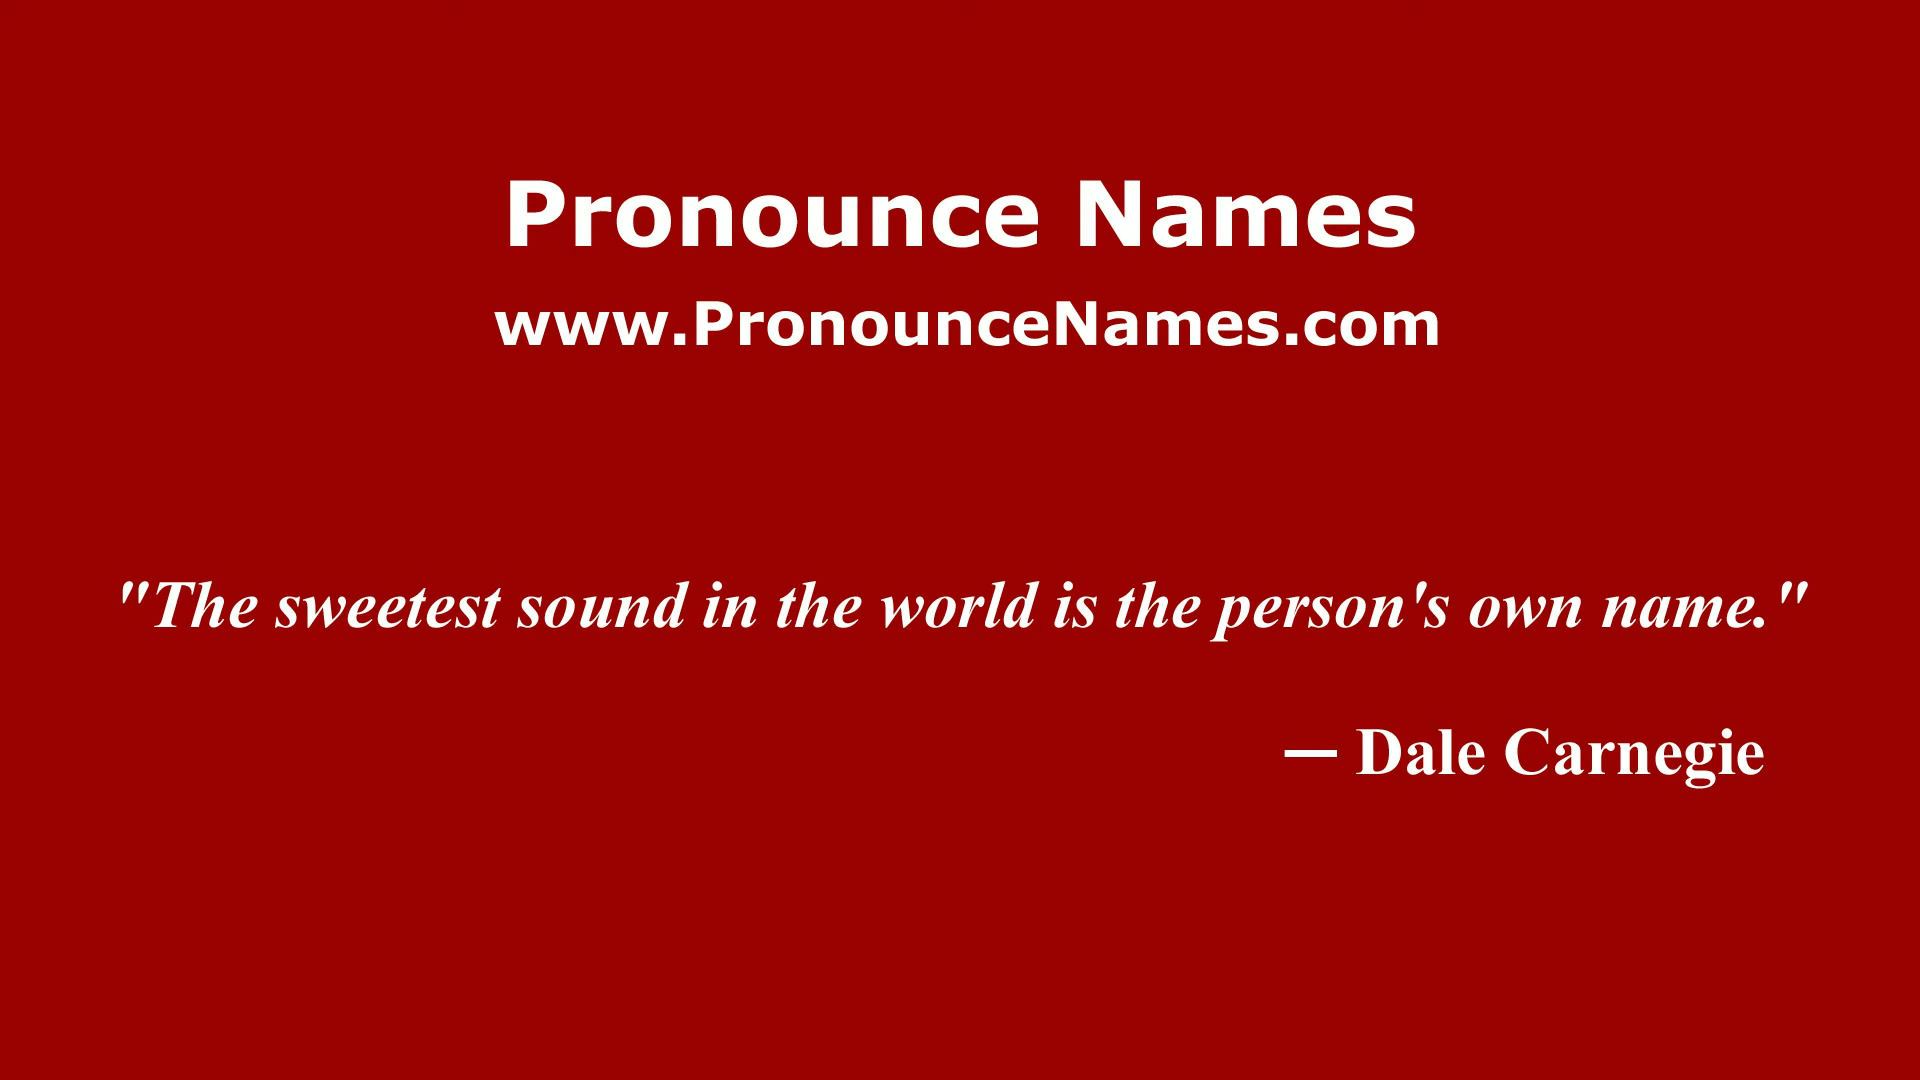 Pronounce Names
www.PronounceNames.com
"The sweetest sound in the world is the person's own name."
— Dale Carnegie